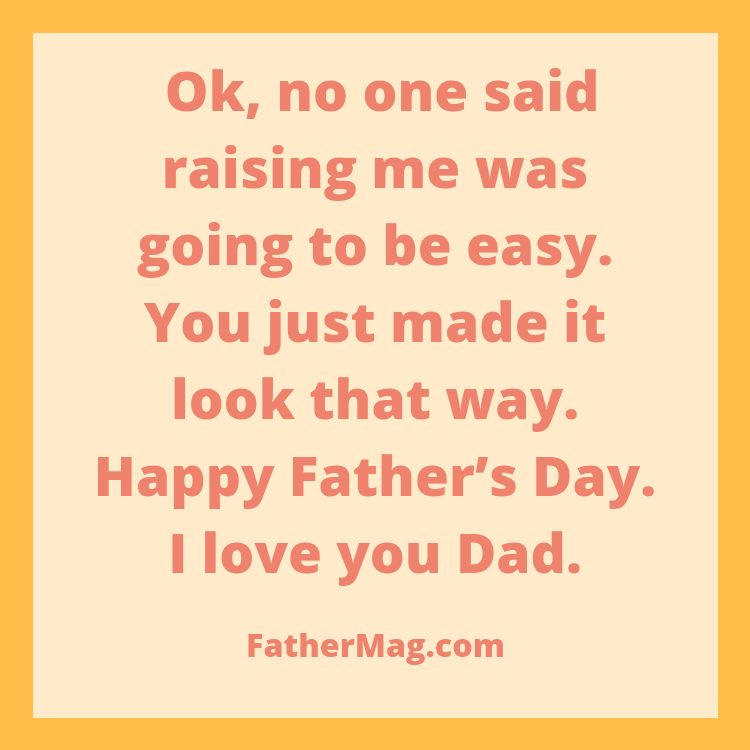 Ok, no one said
raising me was
going to be easy.
You just made it
look that way.
Happy Father’s Day.
I love you Dad.
FatherMag.com